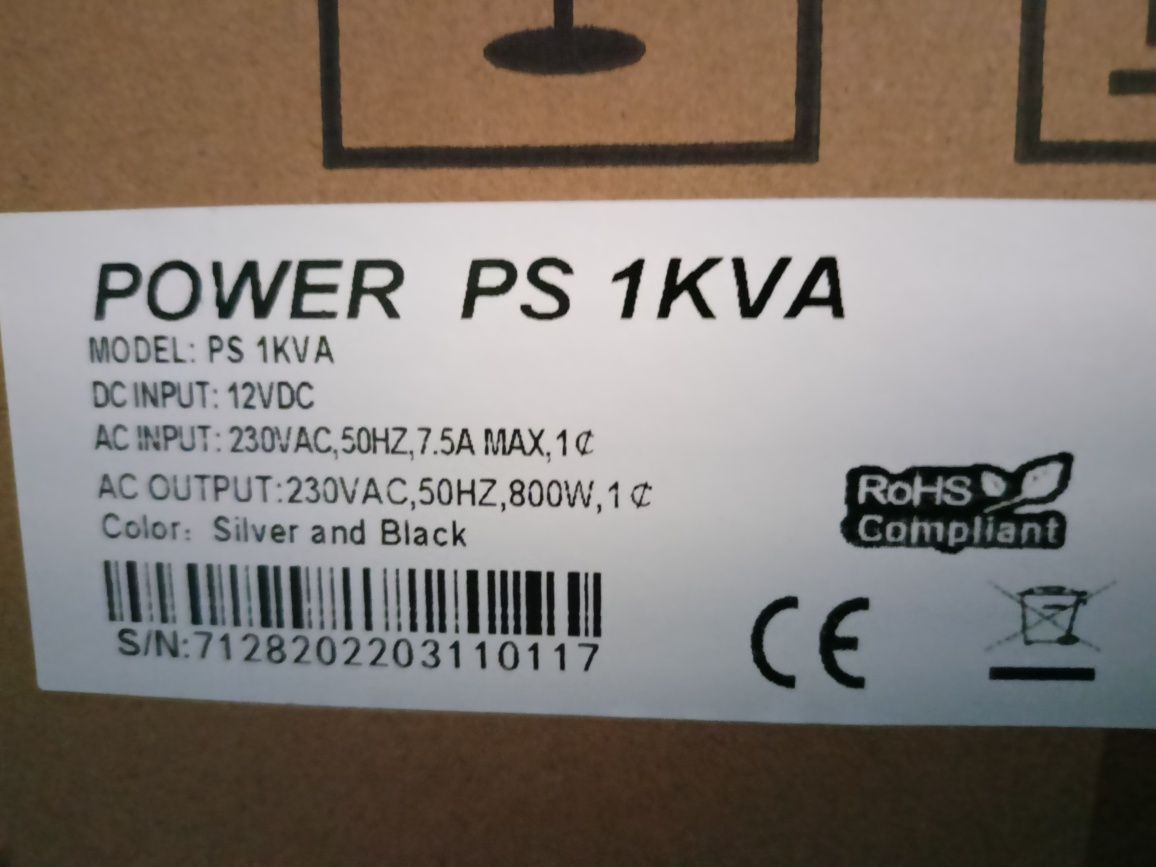 POWER PS 1KVA
MODEL: PS 1KVA
DC INPUT: 12VDC
AC INPUT: 230VAC,50HZ,7.5A MAX,1¢
AC OUTPUT:230VAC,50HZ,800W,1¢
Color: Silver and Black
S/N:7128202203110117
RoHS
Compliant
CE